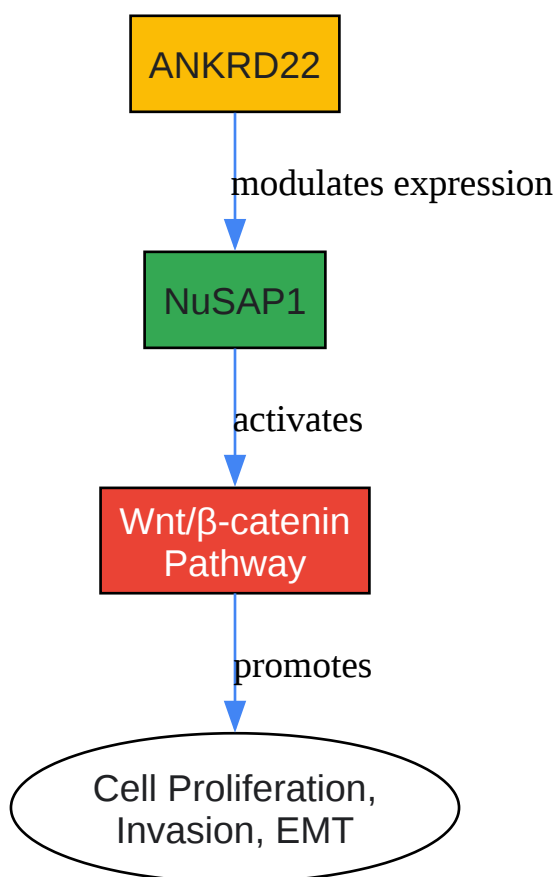 ANKRD22
modulates expression
NuSAP1
activates
Wnt/β-catenin
Pathway
promotes
Cell Proliferation,
Invasion, EMT